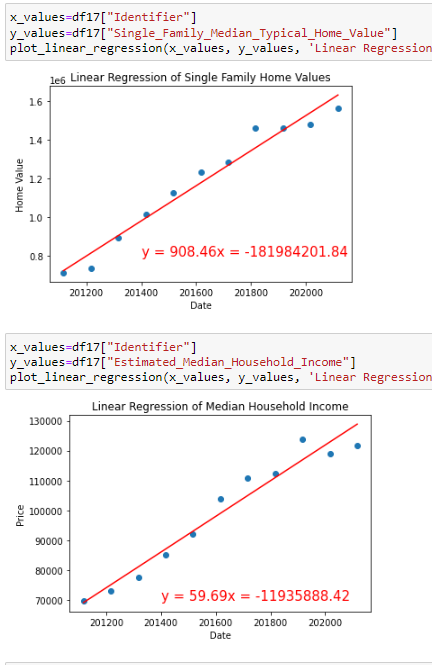 x_values=df17["Identifier"]
y_values=df17["Single_Family_Median_Typical_Home_Value"]
plot_linear_regression(x_values, y_values, 'Linear Regression
1e6
Linear Regression of Single Family Home Values
1.6
1.4
1.2
1.0
0.8
Home Value
y = 908.46x = -181984201.84
201200 201400 201600 201800 202000
Date
x_values=df17["Identifier"]
y_values=df17["Estimated_Median_Household_Income"]
plot_linear_regression(x_values, y_values, 'Linear Regression
Linear Regression of Median Household Income
130000
120000
110000
100000
90000
80000
70000
Price
y = 59.69x = -11935888.42
201200 201400 201600 201800 202000
Date